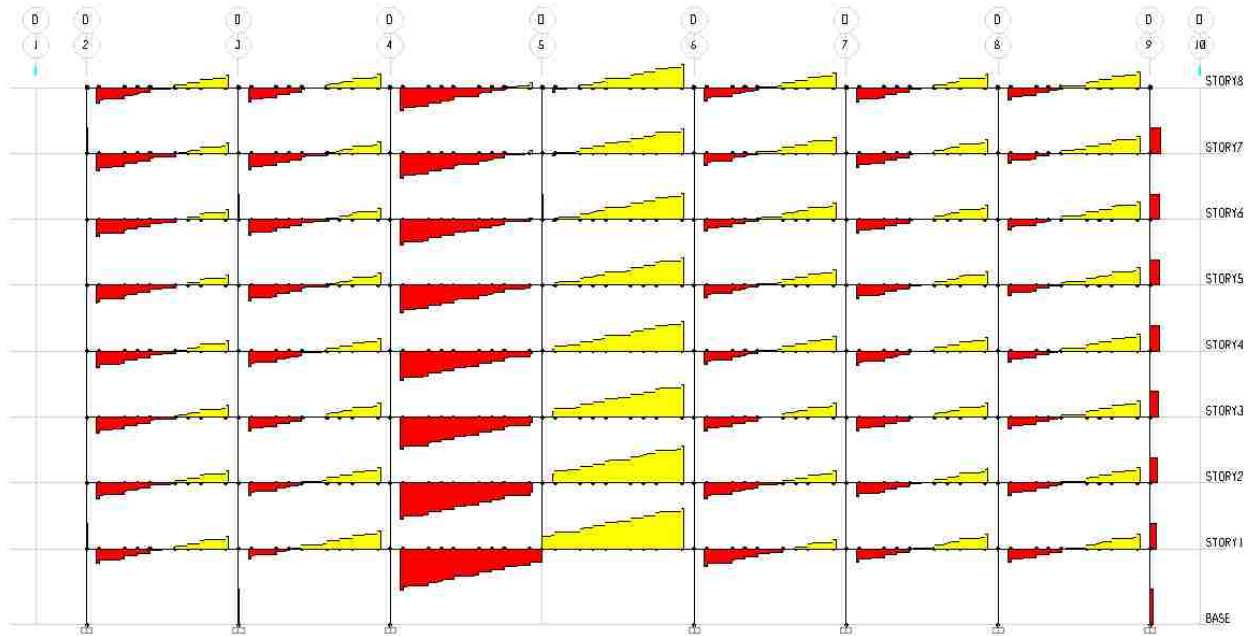 D D D D D D D D D D
1 2 3 4 5 6 7 8 9 10
STORY8
STORY7
STORY6
STORY5
STORY4
STORY3
STORY2
STORY1
BASE